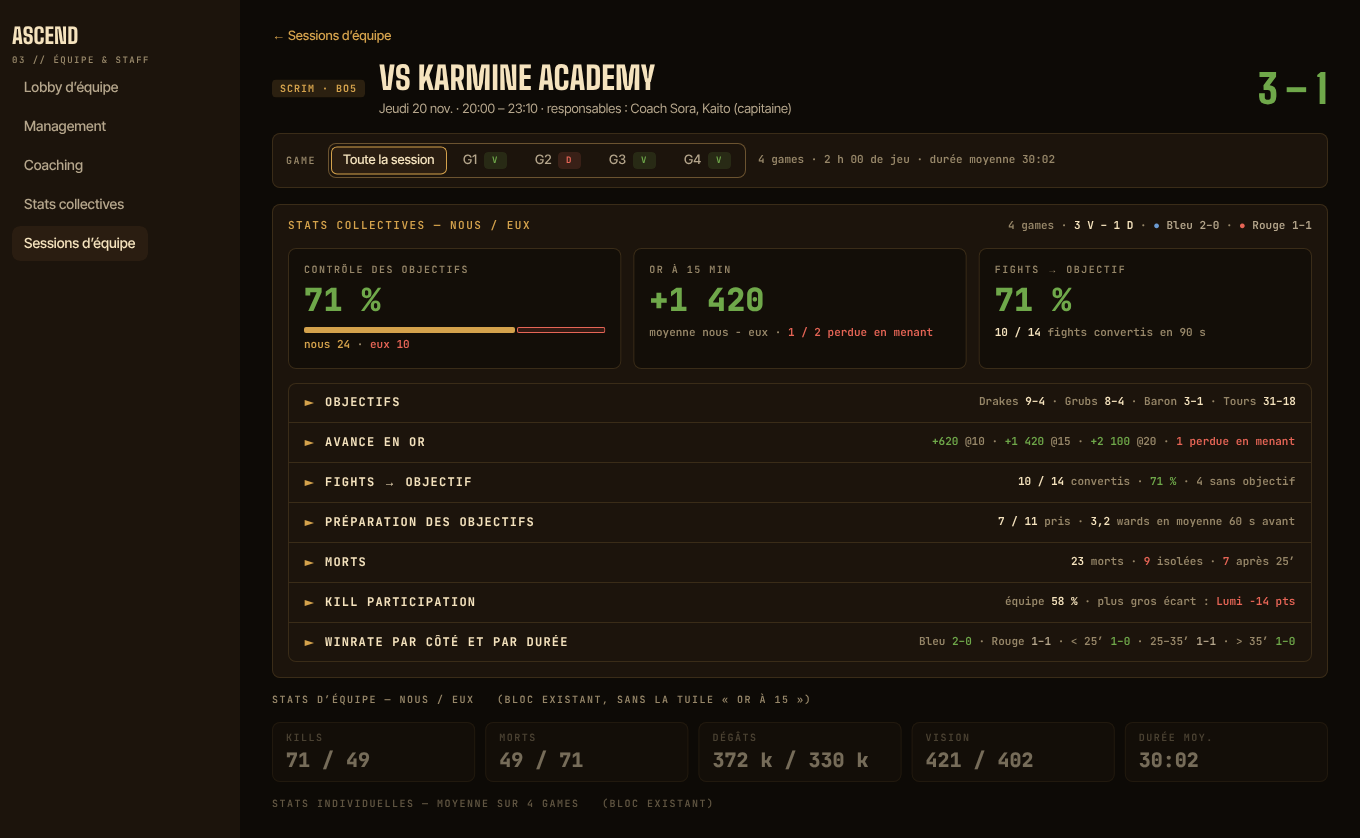 ASCEND
03 // ÉQUIPE & STAFF
Lobby d’équipe
Management
Coaching
Stats collectives
Sessions d’équipe
← Sessions d’équipe
SCRIM · BO5
VS KARMINE ACADEMY
Jeudi 20 nov. · 20:00 – 23:10 · responsables : Coach Sora, Kaito (capitaine)
3 – 1
GAME Toute la session G1 V G2 D G3 V G4 V 4 games · 2 h 00 de jeu · durée moyenne 30:02
STATS COLLECTIVES — NOUS / EUX
4 games · 3 V – 1 D · ● Bleu 2–0 · ● Rouge 1–1
CONTRÔLE DES OBJECTIFS
71 %
nous 24 · eux 10
OR À 15 MIN
+1 420
moyenne nous - eux · 1 / 2 perdue en menant
FIGHTS → OBJECTIF
71 %
10 / 14 fights convertis en 90 s
► OBJECTIFS Drakes 9–4 · Grubs 8–4 · Baron 3–1 · Tours 31–18
► AVANCE EN OR +620 @10 · +1 420 @15 · +2 100 @20 · 1 perdue en menant
► FIGHTS → OBJECTIF 10 / 14 convertis · 71 % · 4 sans objectif
► PRÉPARATION DES OBJECTIFS 7 / 11 pris · 3,2 wards en moyenne 60 s avant
► MORTS 23 morts · 9 isolées · 7 après 25’
► KILL PARTICIPATION équipe 58 % · plus gros écart : Lumi -14 pts
► WINRATE PAR CÔTÉ ET PAR DURÉE Bleu 2–0 · Rouge 1–1 · < 25’ 1–0 · 25–35’ 1–1 · > 35’ 1–0
STATS D’ÉQUIPE — NOUS / EUX (BLOC EXISTANT, SANS LA TUILE « OR À 15 »)
KILLS
71 / 49
MORTS
49 / 71
DÉGÂTS
372 k / 330 k
VISION
421 / 402
DURÉE MOY.
30:02
STATS INDIVIDUELLES — MOYENNE SUR 4 GAMES (BLOC EXISTANT)